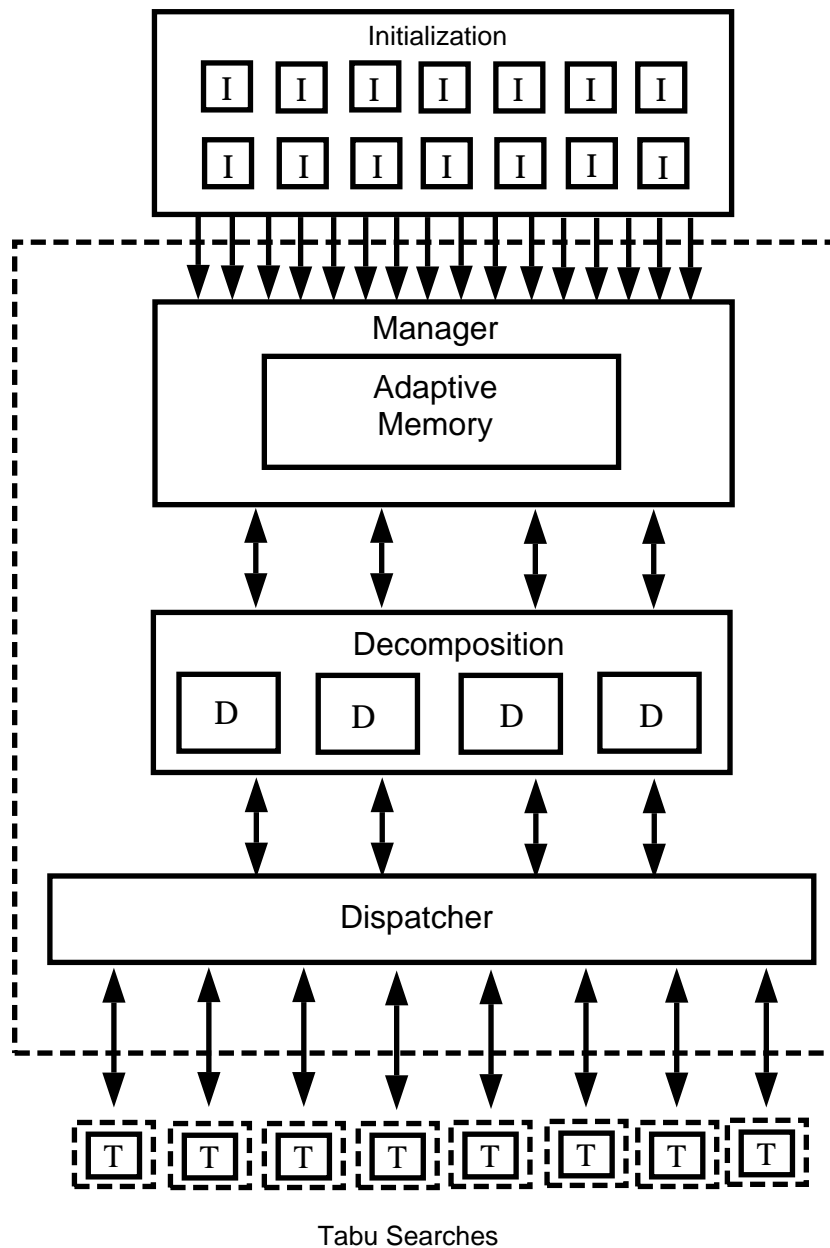 Initialization
I I I I I I I
I I I I I I I
Manager
Adaptive
Memory
Decomposition
D D D D
Dispatcher
T T T T T T T T
Tabu Searches